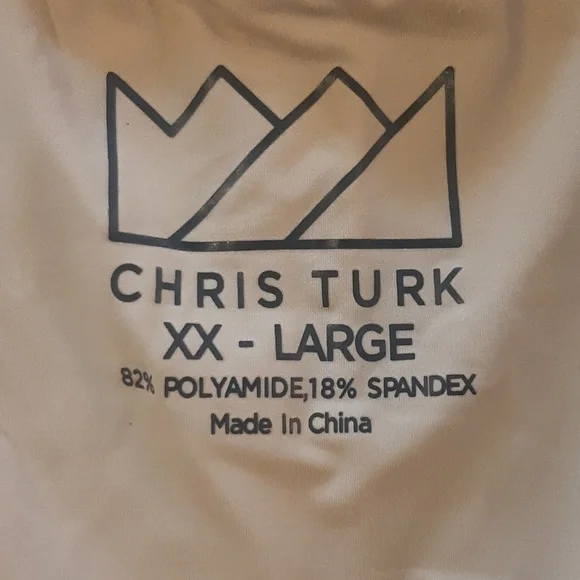 CHRIS TURK
XX - LARGE
82% POLYAMIDE,18% SPANDEX
Made In China